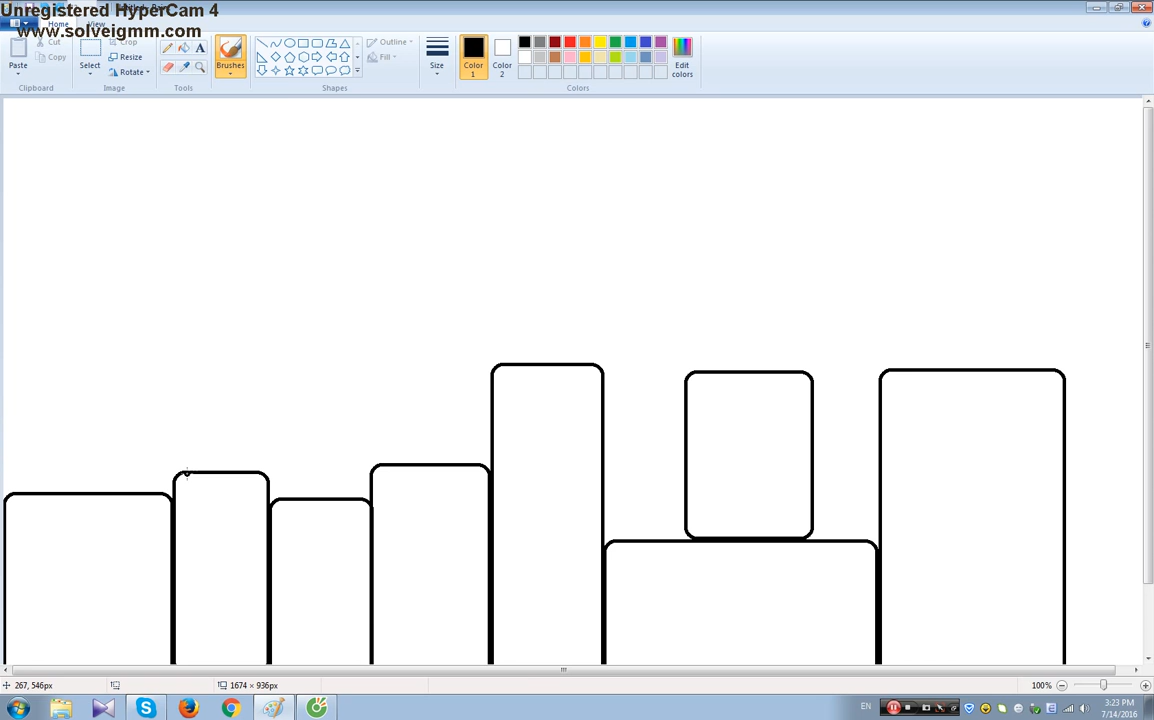 Unregistered HyperCam 4
www.solveigmm.com
Home
View
Paste
Cut
Copy
Clipboard
Select
Crop
Resize
Rotate
Image
Tools
Brushes
Shapes
Outline
Fill
Size
Color 1
Color 2
Edit colors
Colors
267, 546px
1674 × 936px
100%
EN
3:23 PM
7/14/2016